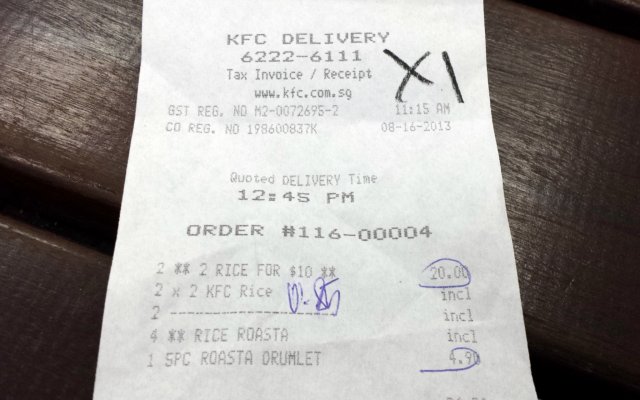 KFC DELIVERY
6222-6111
Tax Invoice / Receipt
www.kfc.com.sg
X1
GST REG. NO M2-0072695-2 11:15 AM
CO REG. NO 198600837K 08-16-2013
Quoted DELIVERY Time
12:45 PM
ORDER #116-00004
2 ** 2 RICE FOR $10 ** 20.00
2 x 2 KFC Rice incl
2 -------------------- incl
4 ** RICE ROASTA incl
1 5PC ROASTA DRUMLET 4.90